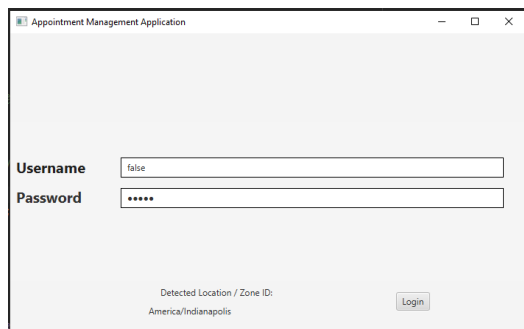 Appointment Management Application
Username
false
Password
•••••
Detected Location / Zone ID:
America/Indianapolis
Login